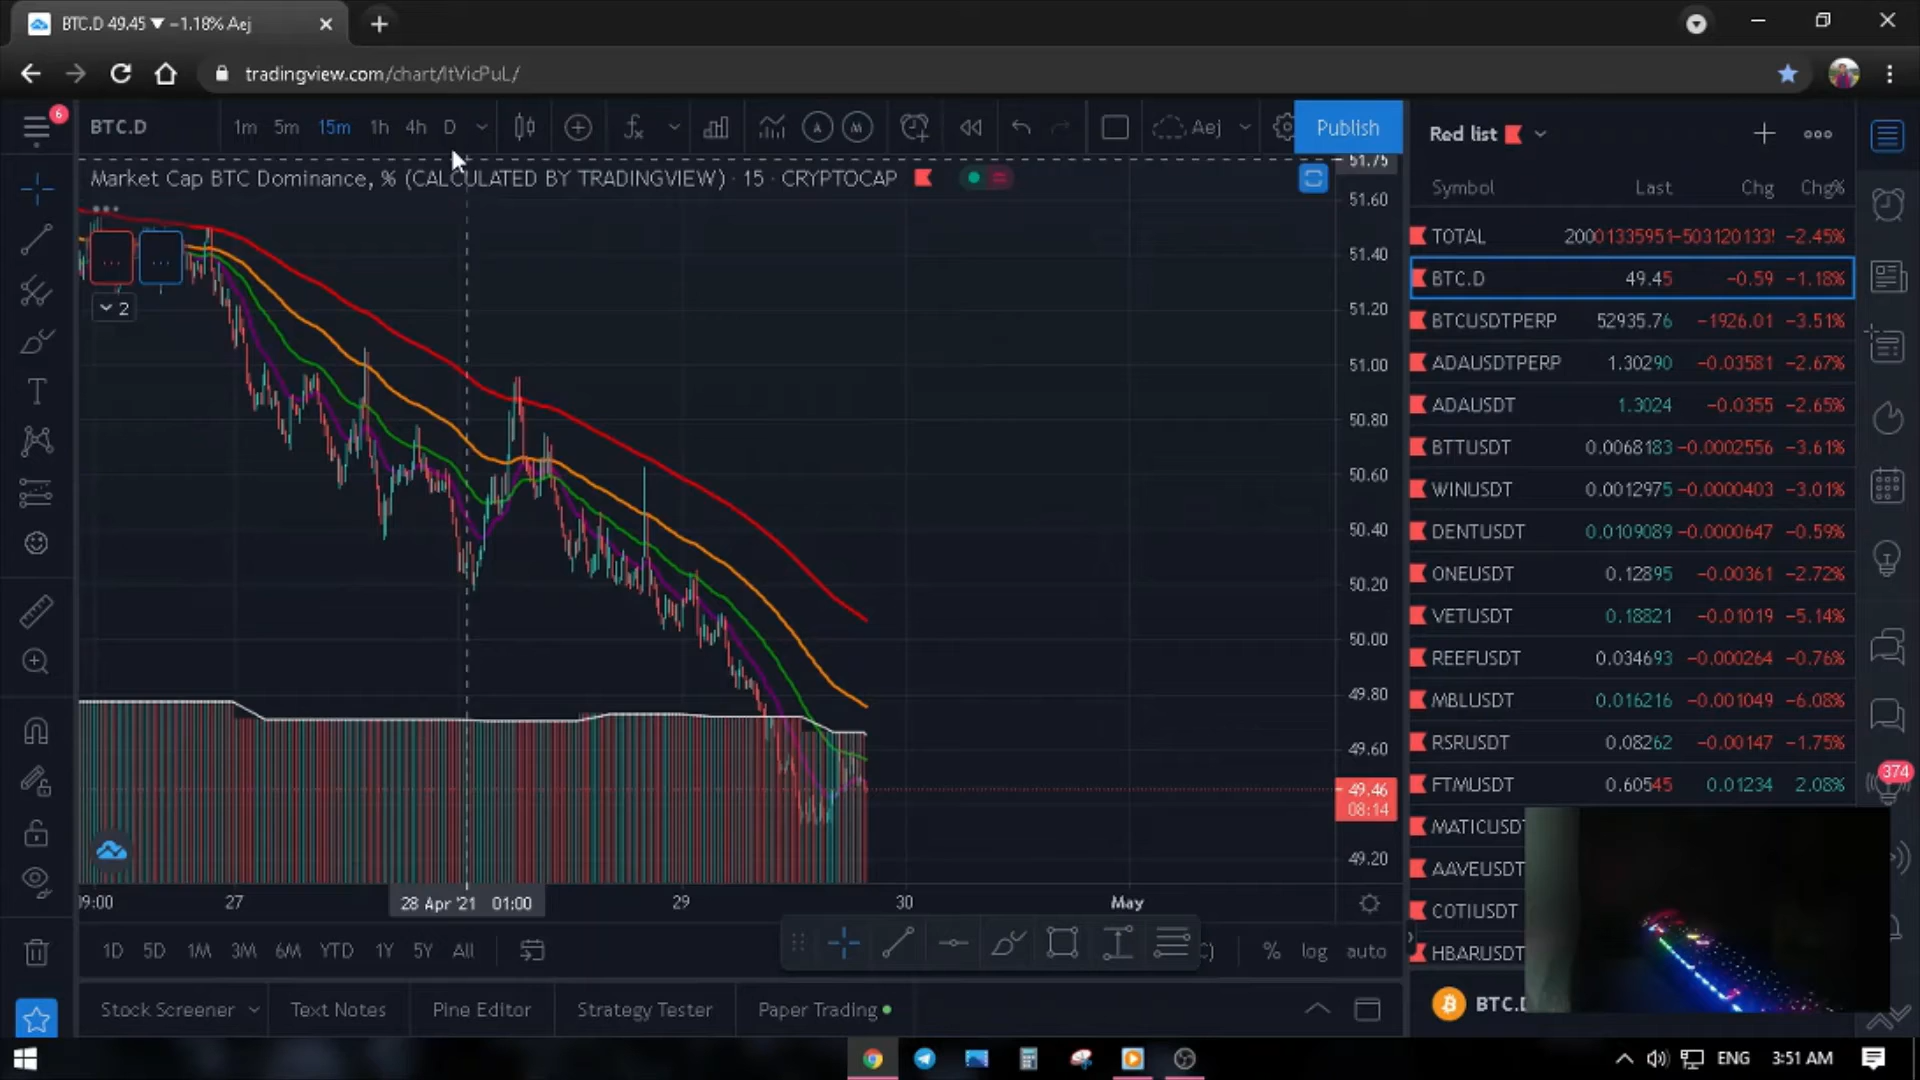 BTC.D 49.45 ▼ −1.18% Aej
tradingview.com/chart/ItVicPuL/
6
BTC.D 1m 5m 15m 1h 4h D Aej Publish
Market Cap BTC Dominance, % (CALCULATED BY TRADINGVIEW) · 15 · CRYPTOCAP
2
51.75
51.60
51.40
51.20
51.00
50.80
50.60
50.40
50.20
50.00
49.80
49.60
49.46
08:14
49.20
09:00 27 28 Apr '21 01:00 29 30 May
1D 5D 1M 3M 6M YTD 1Y 5Y All % log auto
Stock Screener Text Notes Pine Editor Strategy Tester Paper Trading
Red list
Symbol Last Chg Chg%
TOTAL 20001335951 −5031201335 −2.45%
BTC.D 49.45 −0.59 −1.18%
BTCUSDTPERP 52935.76 −1926.01 −3.51%
ADAUSDTPERP 1.30290 −0.03581 −2.67%
ADAUSDT 1.3024 −0.0355 −2.65%
BTTUSDT 0.0068183 −0.0002556 −3.61%
WINUSDT 0.0012975 −0.0000403 −3.01%
DENTUSDT 0.0109089 −0.0000647 −0.59%
ONEUSDT 0.12895 −0.00361 −2.72%
VETUSDT 0.18821 −0.01019 −5.14%
REEFUSDT 0.034693 −0.000264 −0.76%
MBLUSDT 0.016216 −0.001049 −6.08%
RSRUSDT 0.08262 −0.00147 −1.75%
FTMUSDT 0.60545 0.01234 2.08%
MATICUSDT
AAVEUSDT
COTIUSDT
HBARUSDT
BTC.D
374
ENG 3:51 AM